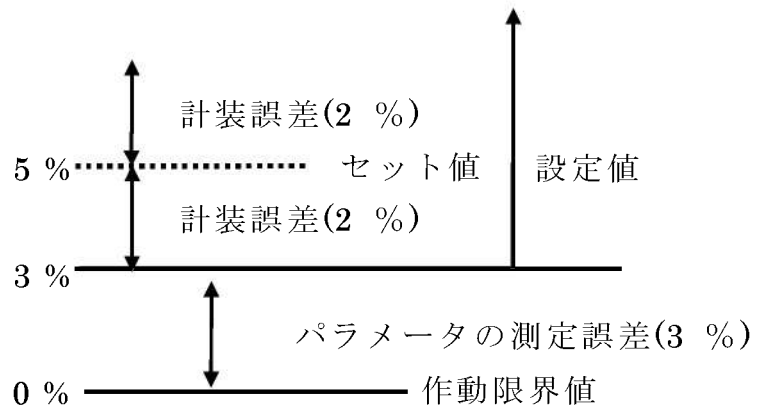 計装誤差(2 %)
5 % セット値 設定値
計装誤差(2 %)
3 %
パラメータの測定誤差(3 %)
0 % 作動限界値